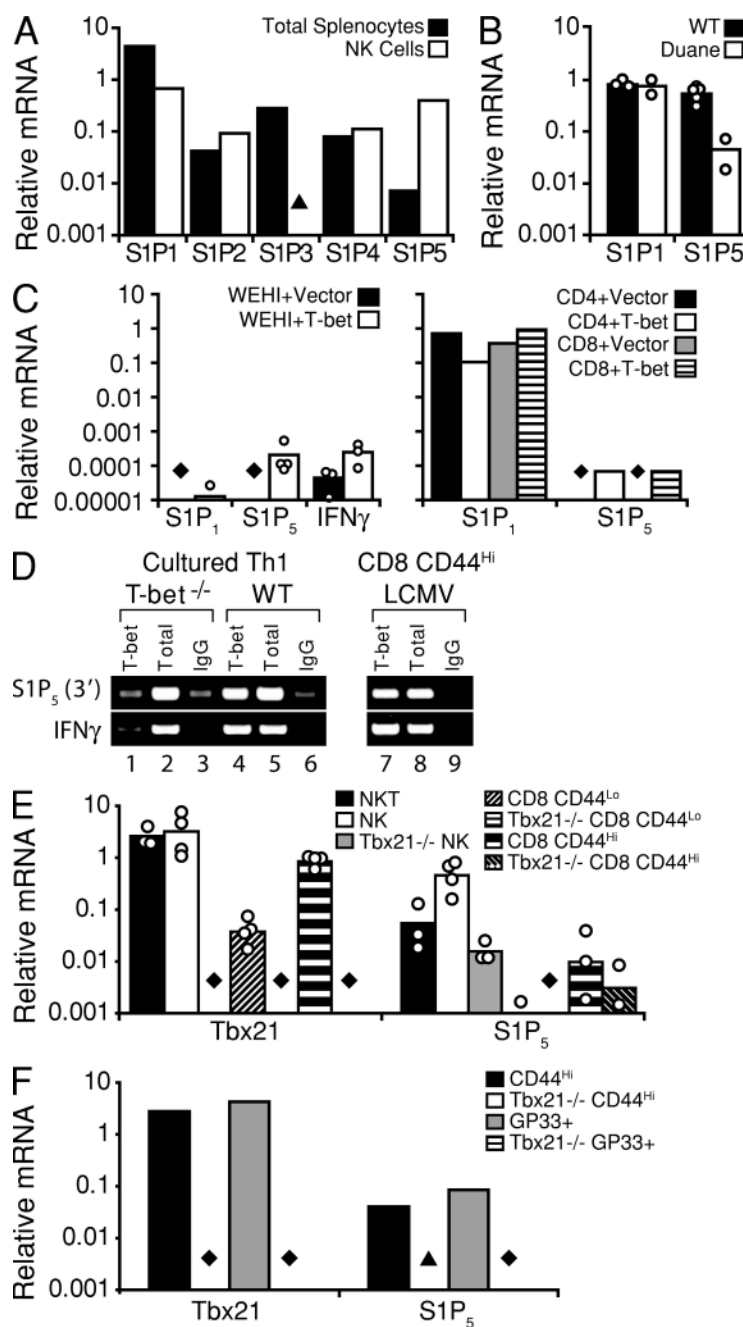 A
Total Splenocytes
NK Cells
Relative mRNA
10
1
0.1
0.01
0.001
S1P1 S1P2 S1P3 S1P4 S1P5
B
WT
Duane
Relative mRNA
10
1
0.1
0.01
0.001
S1P1 S1P5
C
WEHI+Vector
WEHI+T-bet
Relative mRNA
10
1
0.1
0.001
0.0001
0.00001
S1P₁ S1P₅ IFNγ
CD4+Vector
CD4+T-bet
CD8+Vector
CD8+T-bet
S1P₁ S1P₅
D
Cultured Th1 CD8 CD44ᴴⁱ
T-bet -/- WT LCMV
T-bet Total IgG T-bet Total IgG T-bet Total IgG
S1P₅ (3')
IFNγ
1 2 3 4 5 6 7 8 9
E
NKT
NK
Tbx21-/- NK
CD8 CD44ᴸᵒ
Tbx21-/- CD8 CD44ᴸᵒ
CD8 CD44ᴴⁱ
Tbx21-/- CD8 CD44ᴴⁱ
Relative mRNA
10
1
0.1
0.01
0.001
Tbx21 S1P₅
F
CD44ᴴⁱ
Tbx21-/- CD44ᴴⁱ
GP33+
Tbx21-/- GP33+
Relative mRNA
10
1
0.1
0.01
0.001
Tbx21 S1P₅